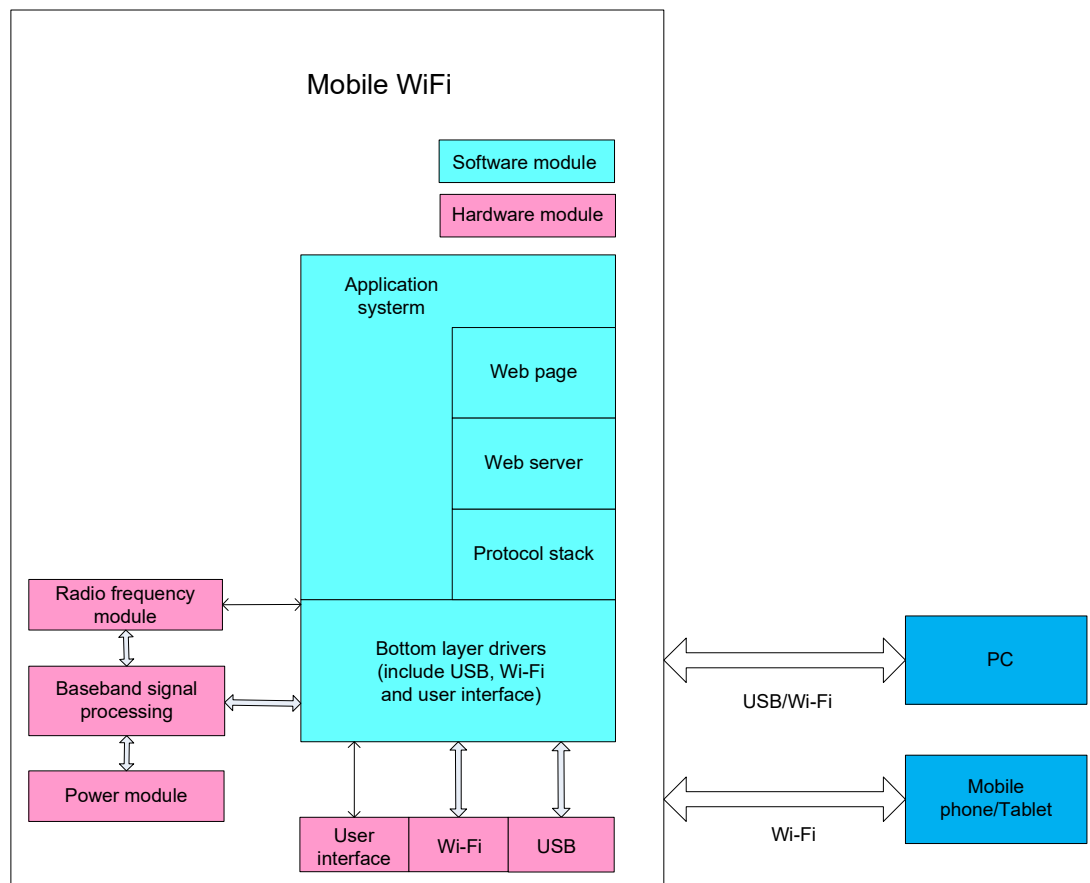 Mobile WiFi
Software module
Hardware module
Application
systerm
Web page
Web server
Protocol stack
Radio frequency
module
Bottom layer drivers
(include USB, Wi-Fi
and user interface)
Baseband signal
processing
Power module
User
interface
Wi-Fi
USB
PC
USB/Wi-Fi
Mobile
phone/Tablet
Wi-Fi